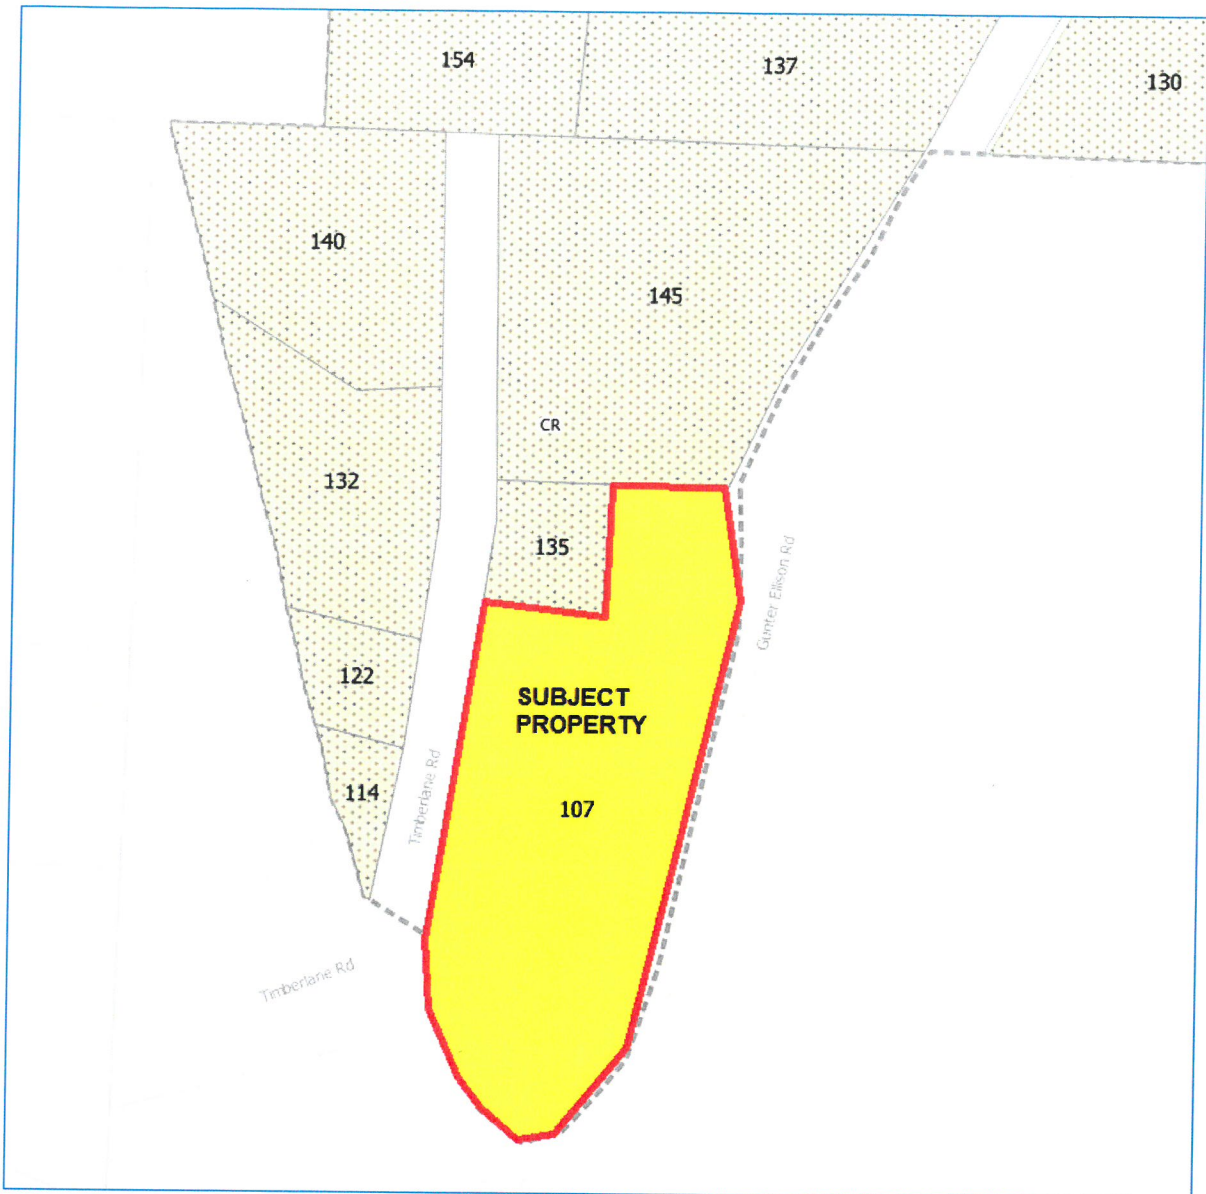 154
137
130
140
145
CR
132
135
Gunter Ellison Rd
122
SUBJECT
PROPERTY
114
Timberlane Rd
107
Timberlane Rd